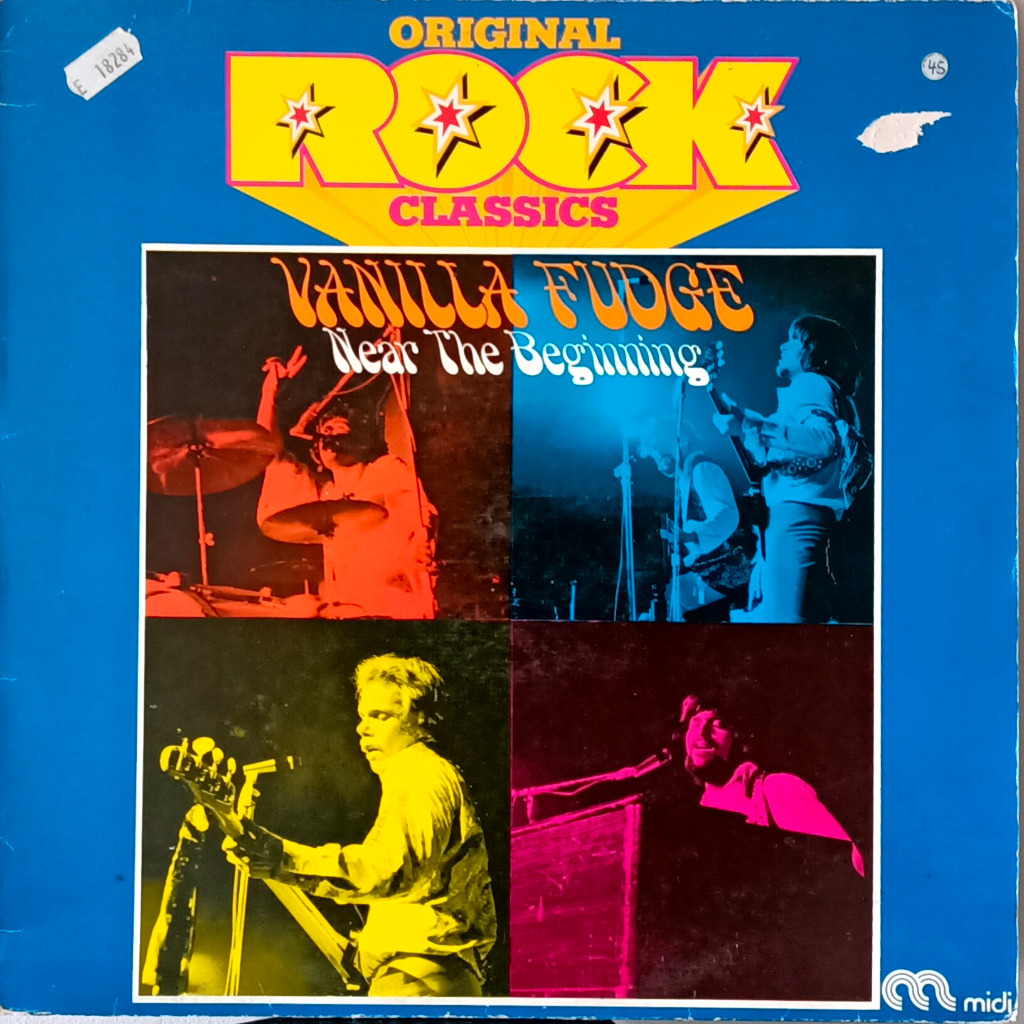 ORIGINAL
ROCK
CLASSICS
E 18284
45
VANILLA FUDGE
Near The Beginning
midi